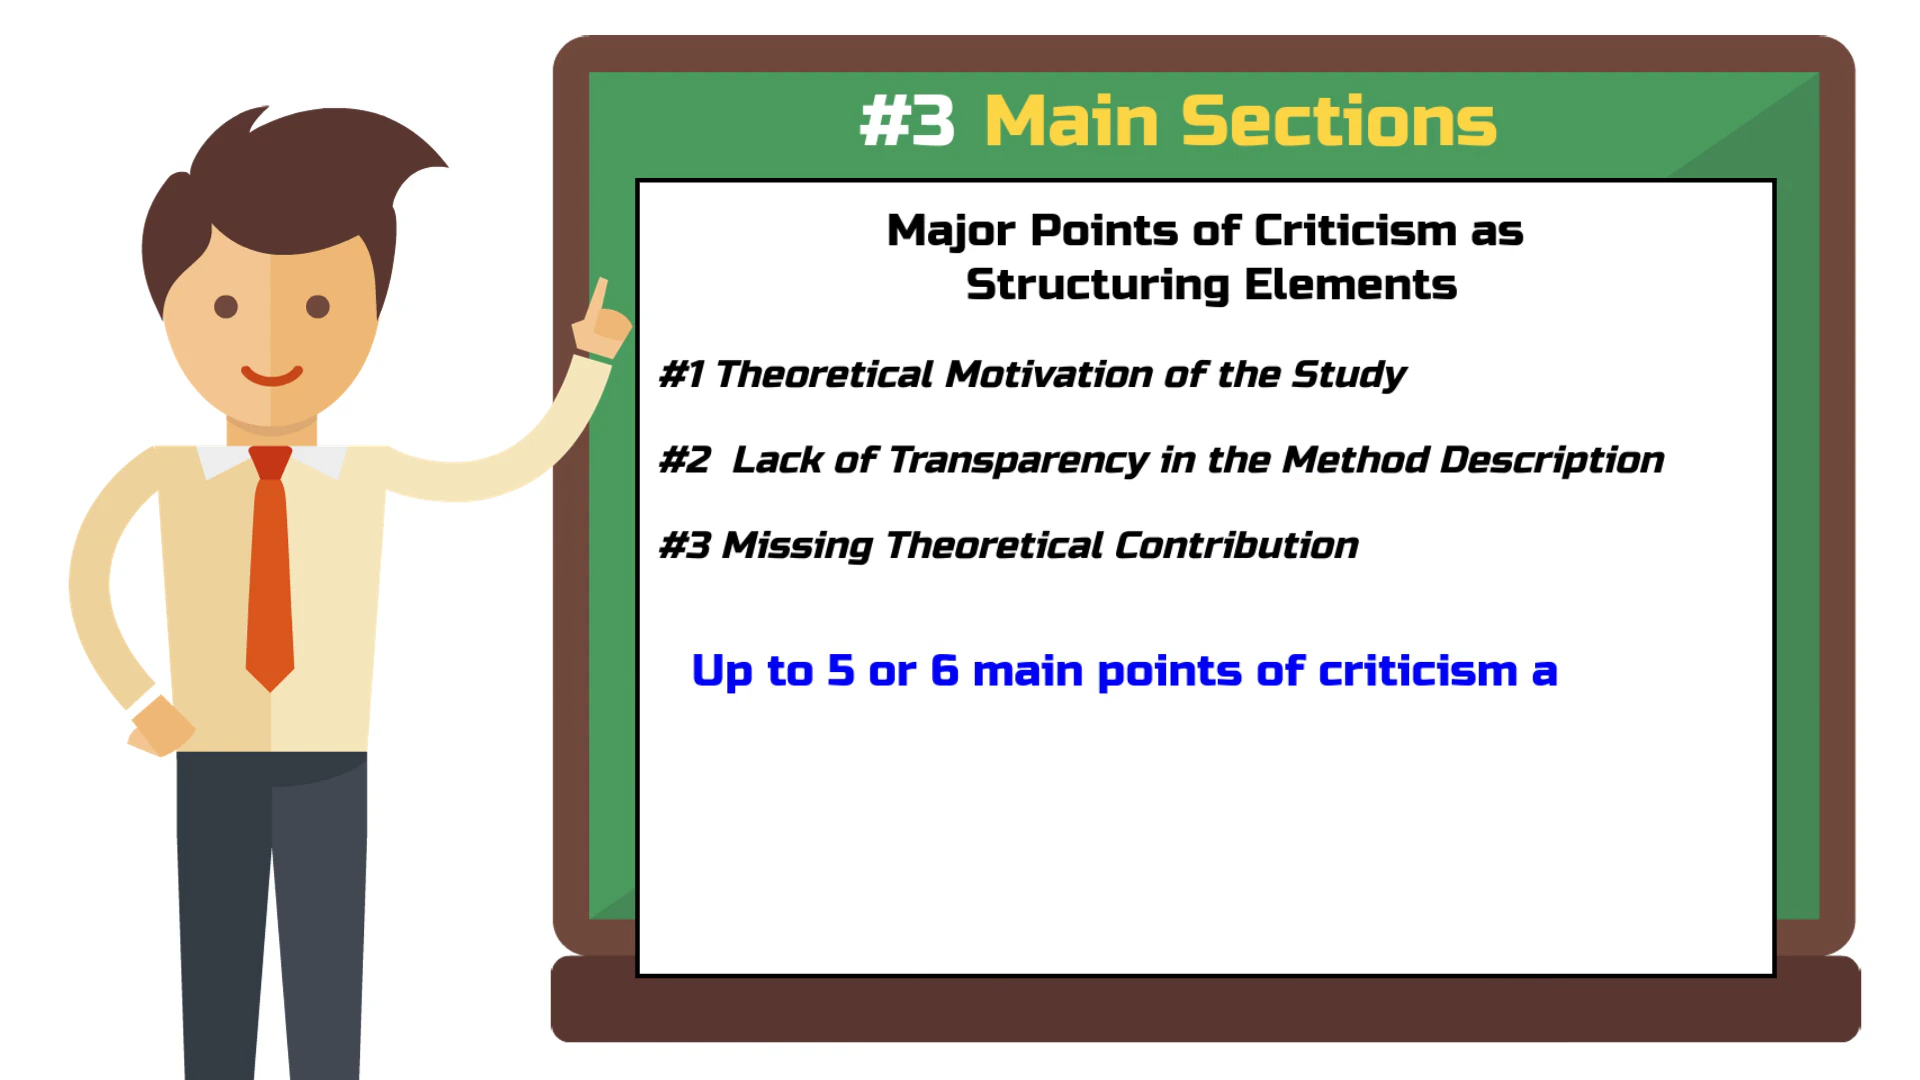 #3 Main Sections
Major Points of Criticism as
Structuring Elements
#1 Theoretical Motivation of the Study
#2 Lack of Transparency in the Method Description
#3 Missing Theoretical Contribution
Up to 5 or 6 main points of criticism a